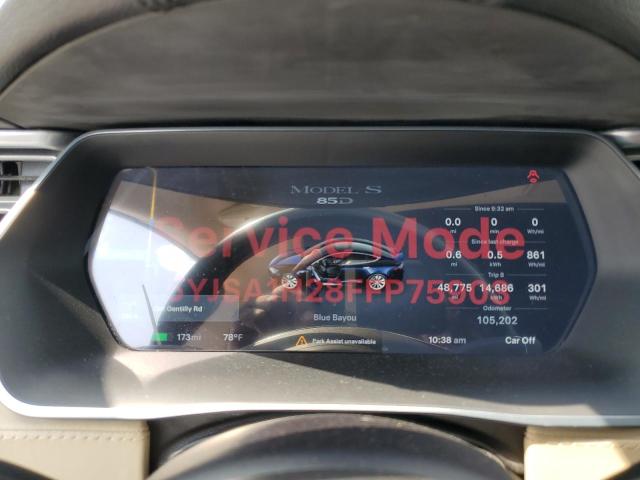 MODEL S
85D
Since 9:32 am
0.0 0 0
mi min Wh/mi
Service Mode
Since last charge
0.6 0.5 861
mi kWh Wh/mi
Trip B
48,775 14,686 301
mi kWh Wh/mi
Gentilly Rd
Blue Bayou
Odometer
105,202
173mi 78°F
Park Assist unavailable
10:38 am
Car Off